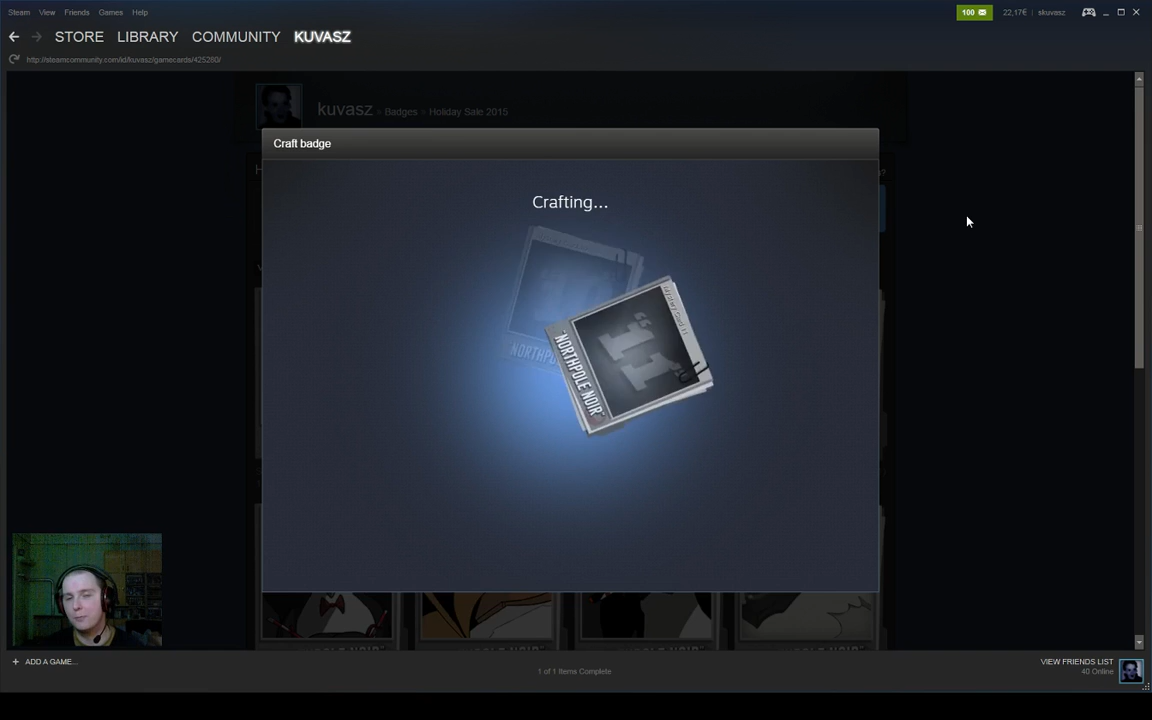 Steam View Friends Games Help
100
22,17€ skuvasz
STORE LIBRARY COMMUNITY KUVASZ
http://steamcommunity.com/id/kuvasz/gamecards/425280/
kuvasz Badges Holiday Sale 2015
Craft badge
Crafting...
"NORTHPOLE NOIR"
+ ADD A GAME...
1 of 1 Items Complete
VIEW FRIENDS LIST
40 Online